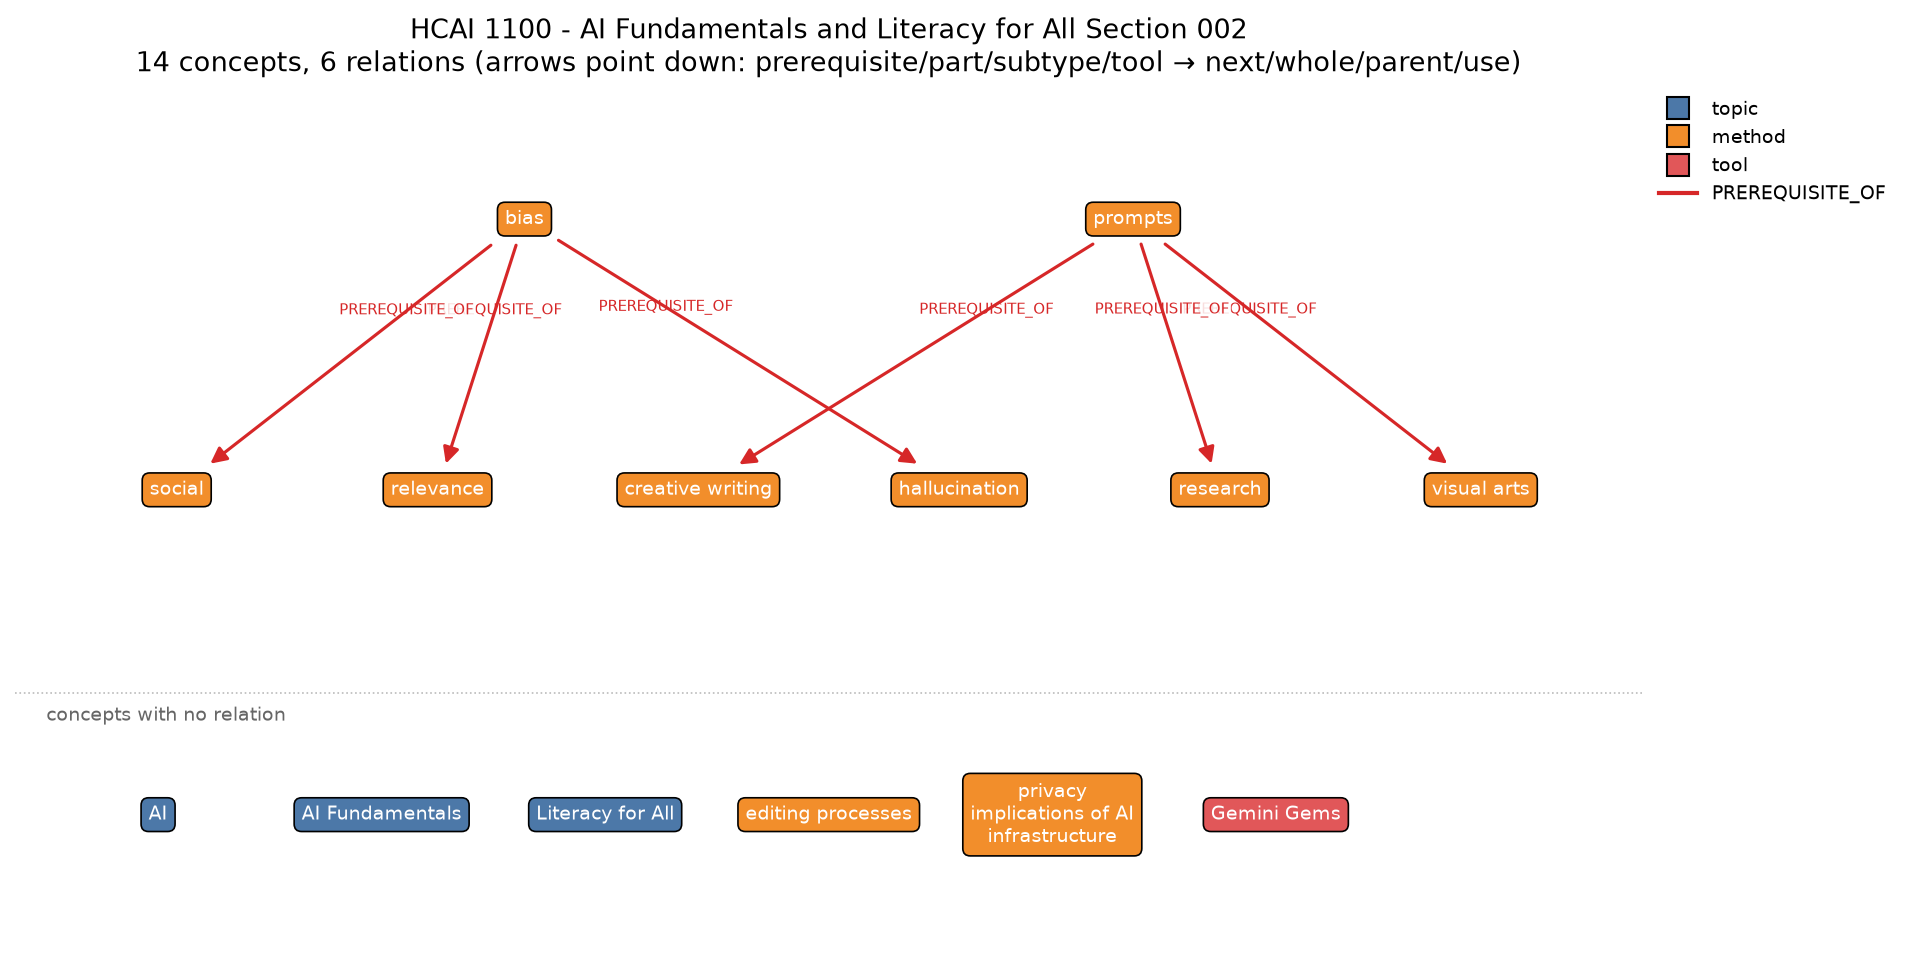 HCAI 1100 - AI Fundamentals and Literacy for All Section 002
14 concepts, 6 relations (arrows point down: prerequisite/part/subtype/tool → next/whole/parent/use)
topic
method
tool
PREREQUISITE_OF
bias
prompts
PREREQUISITE_OF
QUISITE_OF
PREREQUISITE_OF
PREREQUISITE_OF
PREREQUISITE_OF
QUISITE_OF
social
relevance
creative writing
hallucination
research
visual arts
concepts with no relation
AI
AI Fundamentals
Literacy for All
editing processes
privacy
implications of AI
infrastructure
Gemini Gems